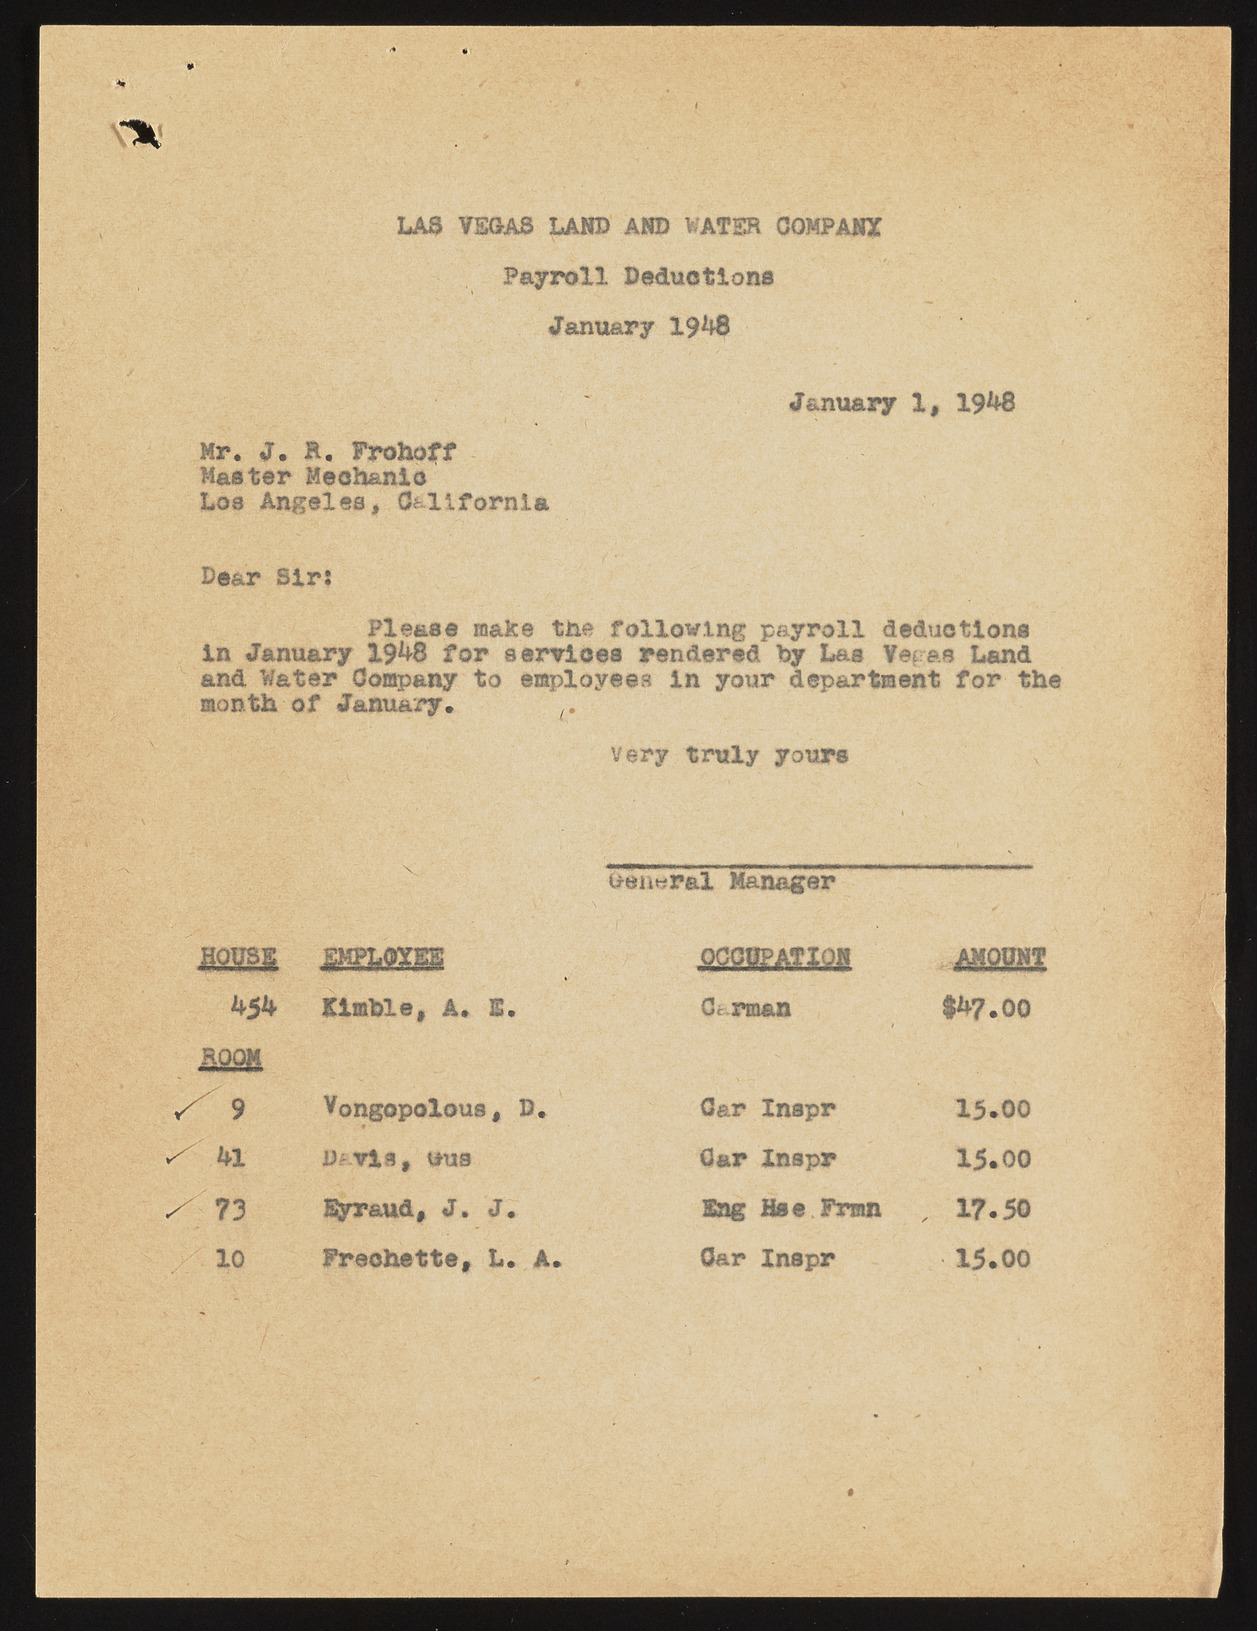 LAS VEGAS LAND AND WATER COMPANY
Payroll Deductions
January 1948
January 1, 1948
Mr. J. R. Frohoff
Master Mechanic
Los Angeles, California
Dear Sir:
Please make the following payroll deductions
in January 1948 for services rendered by Las Vegas Land
and Water Company to employees in your department for the
month of January.
Very truly yours
General Manager
HOUSE EMPLOYEE OCCUPATION AMOUNT
454 Kimble, A. E. Carman $47.00
ROOM
✓ 9 Vongopolous, D. Car Inspr 15.00
✓ 41 Davis, Gus Car Inspr 15.00
✓ 73 Eyraud, J. J. Eng Hse Frmn 17.50
10 Frechette, L. A. Car Inspr 15.00